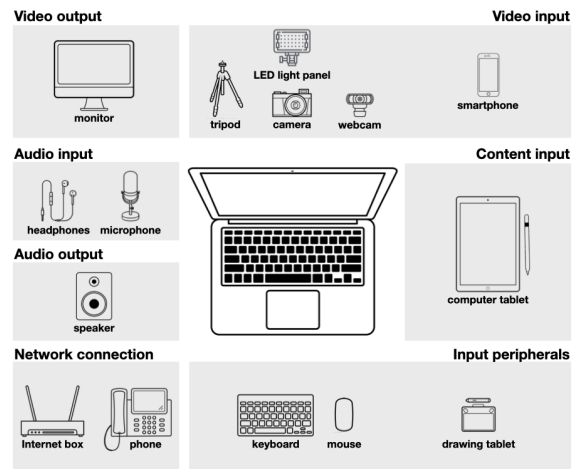 Video output
Video input
monitor
LED light panel
tripod
camera
webcam
smartphone
Audio input
Content input
headphones
microphone
Audio output
speaker
computer tablet
Network connection
Input peripherals
Internet box
phone
keyboard
mouse
drawing tablet